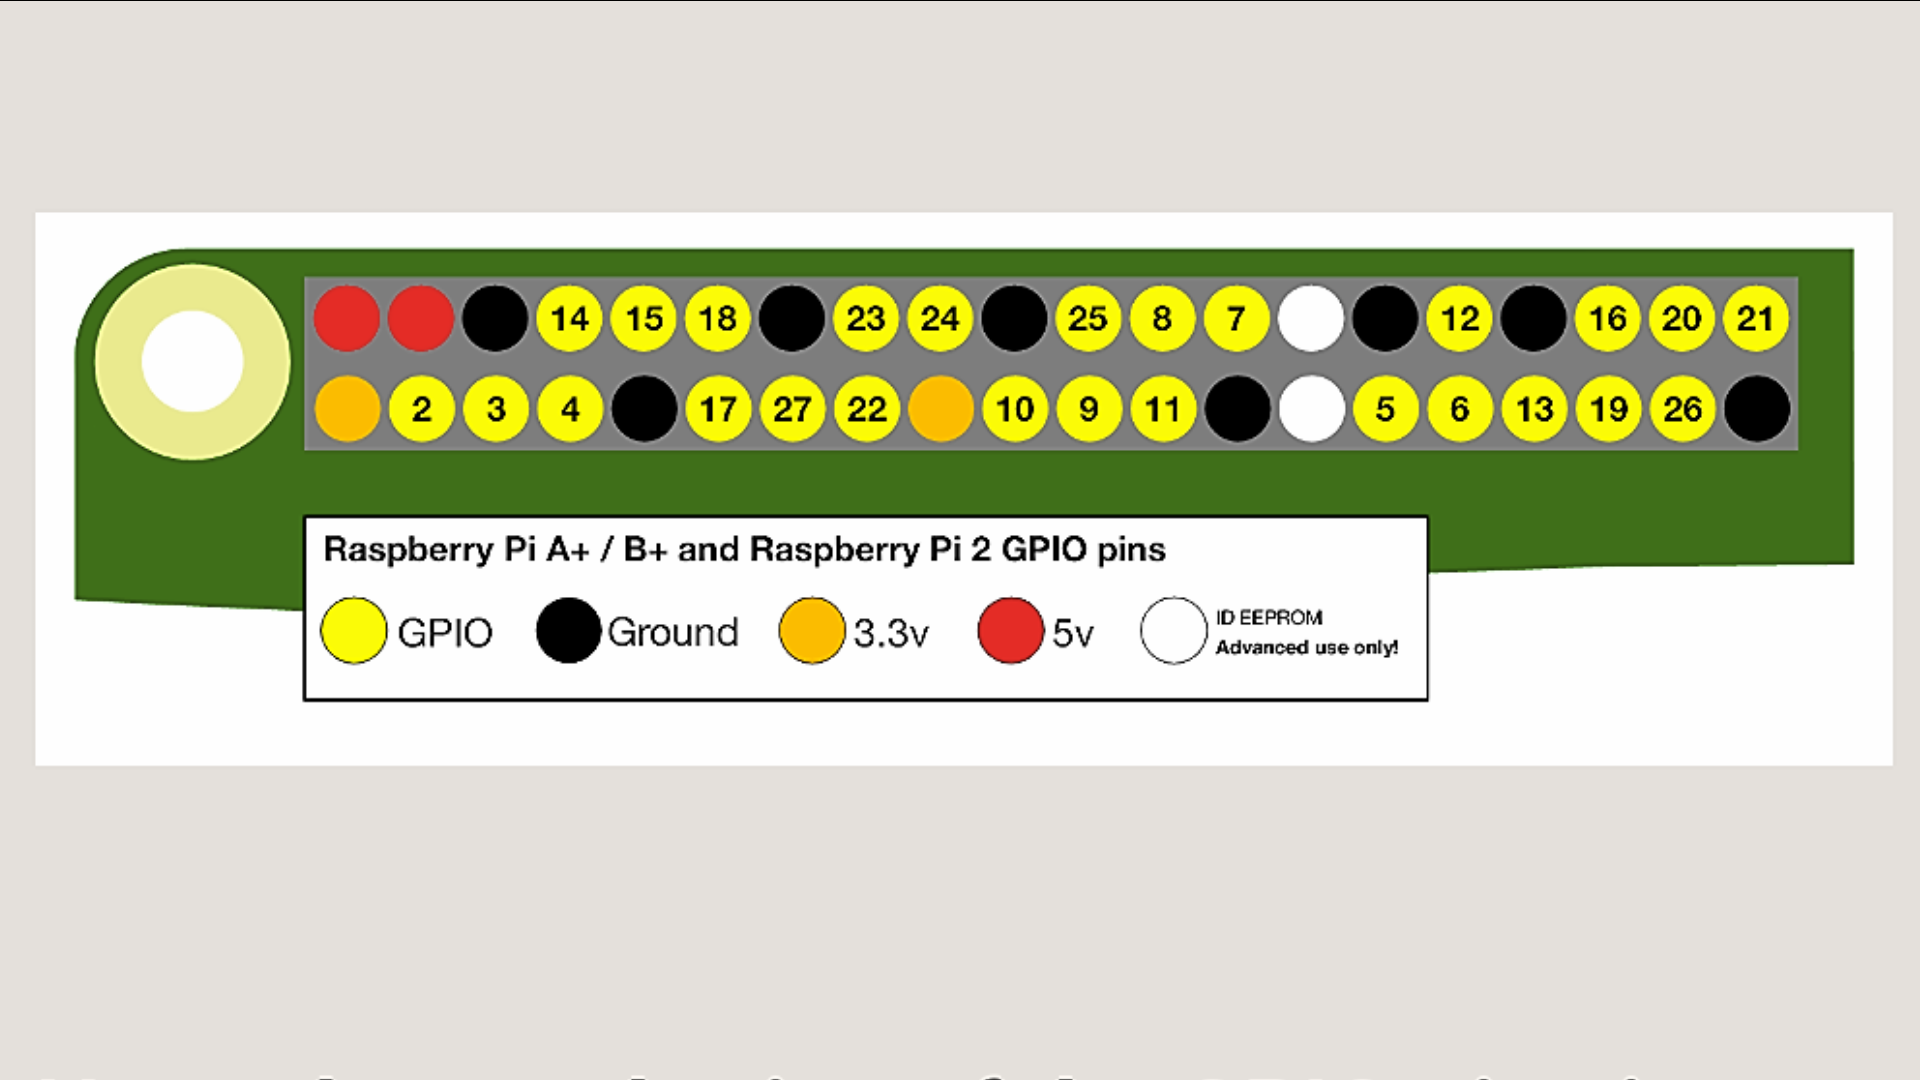 14 15 18 23 24 25 8 7 12 16 20 21
2 3 4 17 27 22 10 9 11 5 6 13 19 26
Raspberry Pi A+ / B+ and Raspberry Pi 2 GPIO pins
GPIO Ground 3.3v 5v ID EEPROM
Advanced use only!